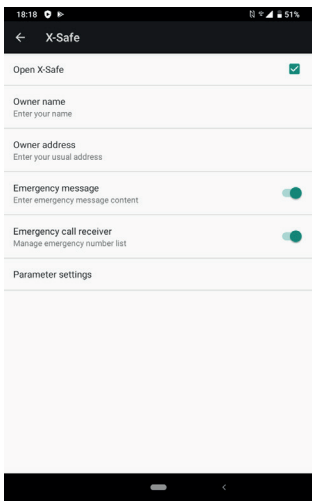 18:18 51%
X-Safe
Open X-Safe
Owner name
Enter your name
Owner address
Enter your usual address
Emergency message
Enter emergency message content
Emergency call receiver
Manage emergency number list
Parameter settings